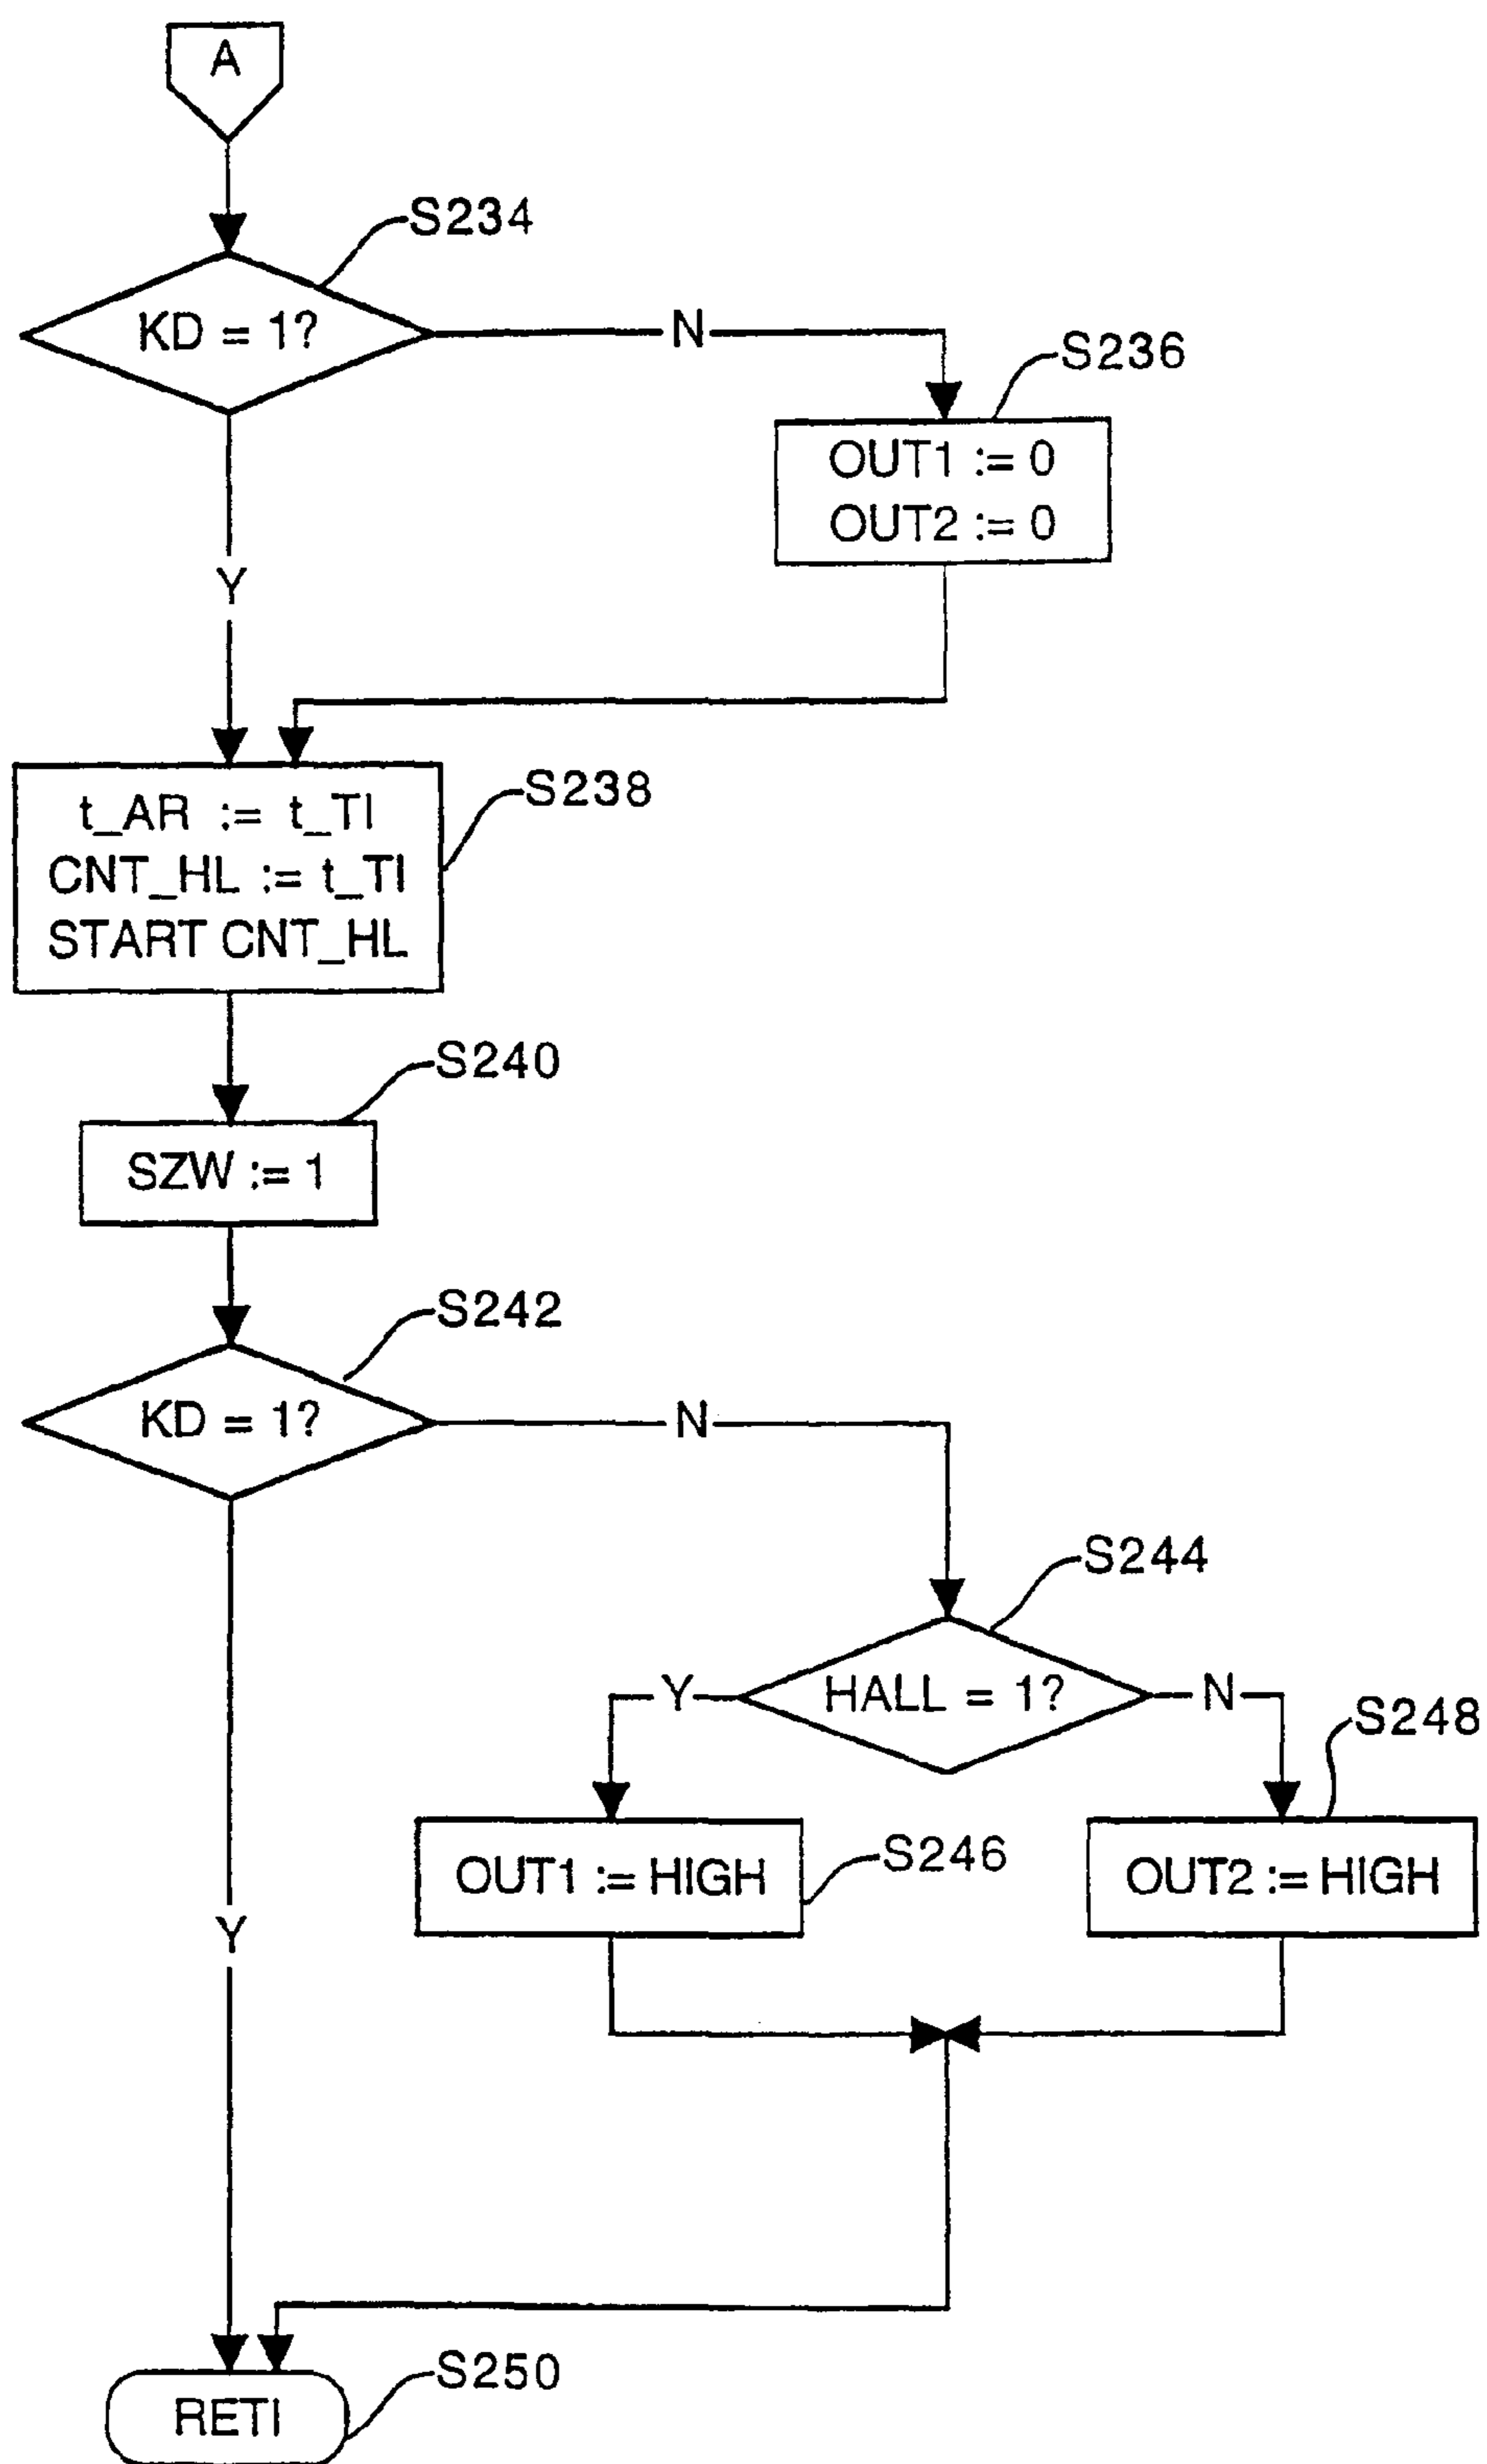 A
S234
KD = 1?
N
S236
OUT1 := 0
OUT2 := 0
Y
S238
t_AR := t_TI
CNT_HL := t_TI
START CNT_HL
S240
SZW := 1
S242
KD = 1?
N
S244
Y
HALL = 1?
N
S248
OUT1 := HIGH
S246
OUT2 := HIGH
Y
S250
RETI